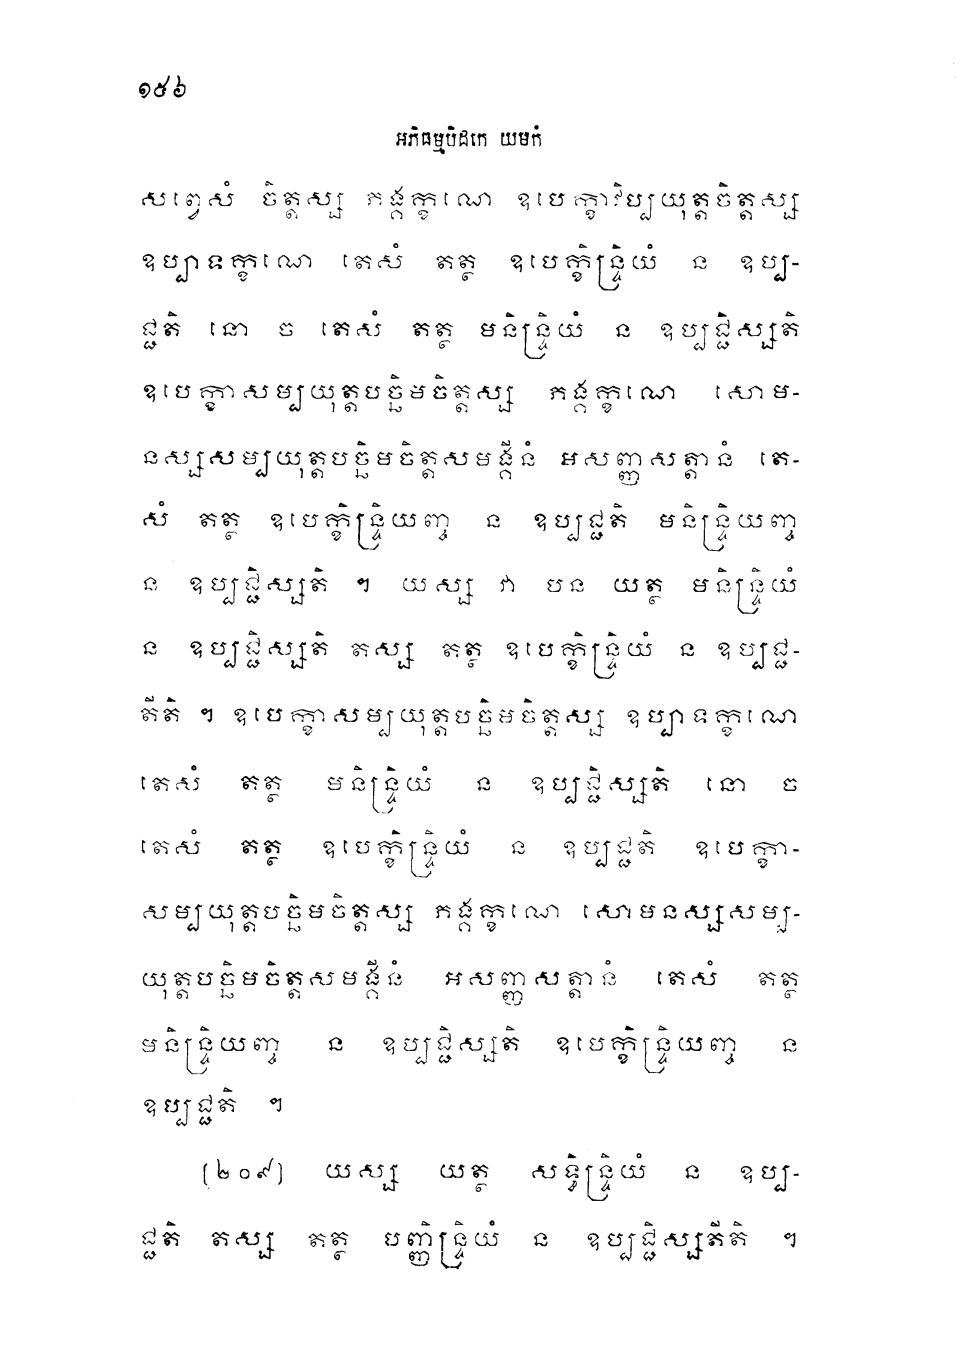 ១៥៦
អភិធម្មបិដកេ យមកំ
សព្វេសំ ចិត្តស្ស ភង្គក្ខណេ ឧបេក្ខាវិប្បយុត្តចិត្តស្ស
ឧប្បាទក្ខណេ តេសំ តត្ថ ឧបេក្ខិន្ទ្រិយំ ន ឧប្ប-
ជ្ជតិ នោ ច តេសំ តត្ថ មនិន្ទ្រិយំ ន ឧប្បជ្ជិស្សតិ
ឧបេក្ខាសម្បយុត្តបច្ឆិមចិត្តស្ស ភង្គក្ខណេ សោម-
នស្សសម្បយុត្តបច្ឆិមចិត្តសមង្គីនំ អសញ្ញសត្តានំ តេ-
សំ តត្ថ ឧបេក្ខិន្ទ្រិយញ្ច ន ឧប្បជ្ជតិ មនិន្ទ្រិយញ្ច
ន ឧប្បជ្ជិស្សតិ ។ យស្ស វា បន យត្ថ មនិន្ទ្រិយំ
ន ឧប្បជ្ជិស្សតិ តស្ស តត្ថ ឧបេក្ខិន្ទ្រិយំ ន ឧប្បជ្ជ-
តីតិ ។ ឧបេក្ខាសម្បយុត្តបច្ឆិមចិត្តស្ស ឧប្បាទក្ខណេ
តេសំ តត្ថ មនិន្ទ្រិយំ ន ឧប្បជ្ជិស្សតិ នោ ច
តេសំ តត្ថ ឧបេក្ខិន្ទ្រិយំ ន ឧប្បជ្ជតិ ឧបេក្ខា-
សម្បយុត្តបច្ឆិមចិត្តស្ស ភង្គក្ខណេ សោមនស្សសម្ប-
យុត្តបច្ឆិមចិត្តសមង្គីនំ អសញ្ញសត្តានំ តេសំ តត្ថ
មនិន្ទ្រិយញ្ច ន ឧប្បជ្ជិស្សតិ ឧបេក្ខិន្ទ្រិយញ្ច ន
ឧប្បជ្ជតិ ។
(២០៩) យស្ស យត្ថ សទ្ធិន្ទ្រិយំ ន ឧប្ប-
ជ្ជតិ តស្ស តត្ថ បញ្ញិន្ទ្រិយំ ន ឧប្បជ្ជិស្សតីតិ ។